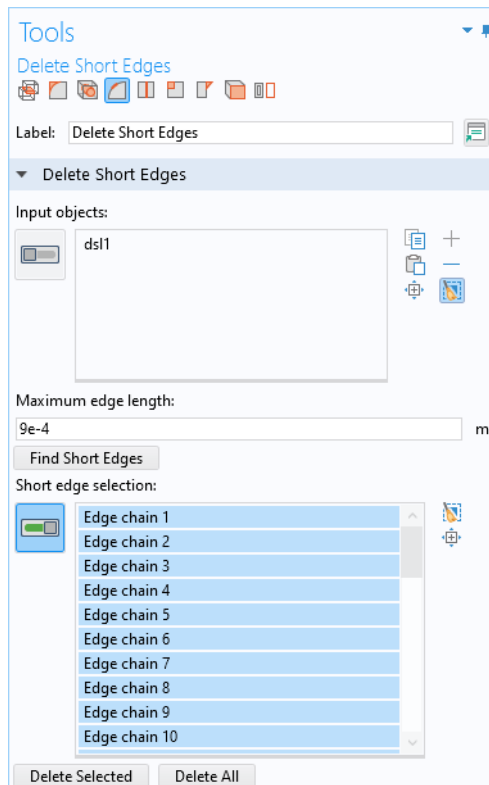 Tools
Delete Short Edges
Label: Delete Short Edges
Delete Short Edges
Input objects:
dsl1
Maximum edge length:
9e-4 m
Find Short Edges
Short edge selection:
Edge chain 1
Edge chain 2
Edge chain 3
Edge chain 4
Edge chain 5
Edge chain 6
Edge chain 7
Edge chain 8
Edge chain 9
Edge chain 10
Delete Selected Delete All